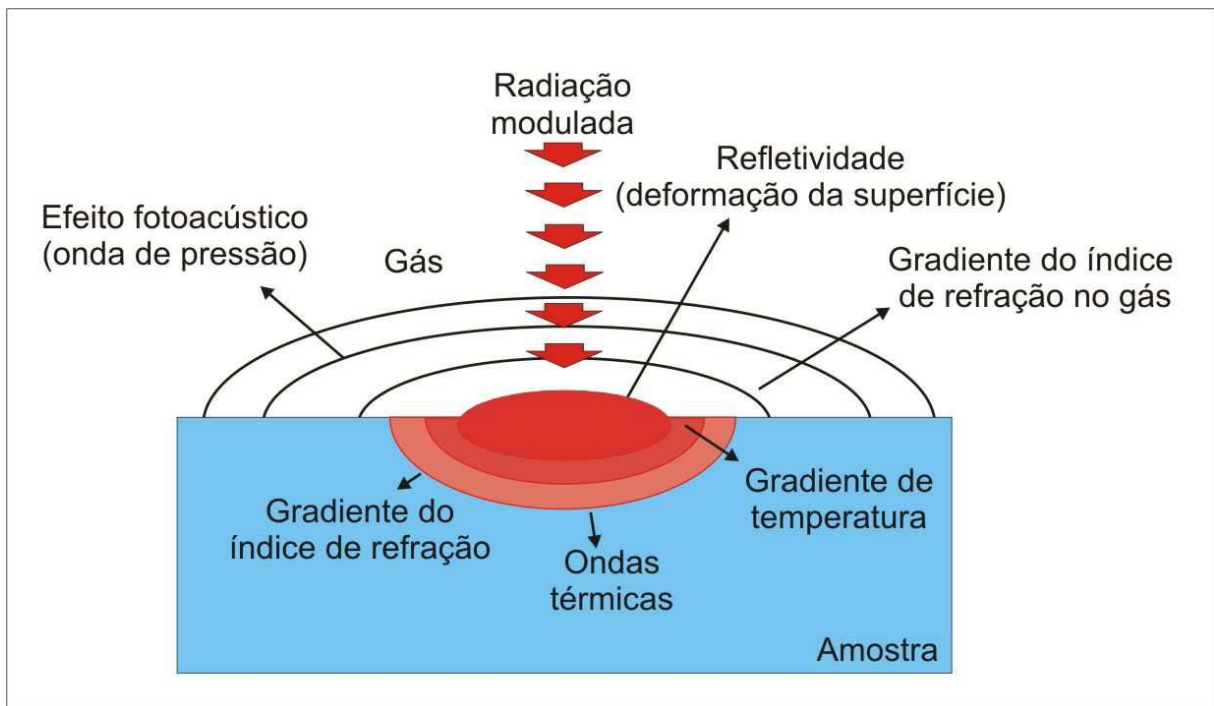 Radiação
modulada
Refletividade
(deformação da superfície)
Efeito fotoacústico
(onda de pressão)
Gás
Gradiente do índice
de refração no gás
Gradiente de
temperatura
Gradiente do
índice de refração
Ondas
térmicas
Amostra